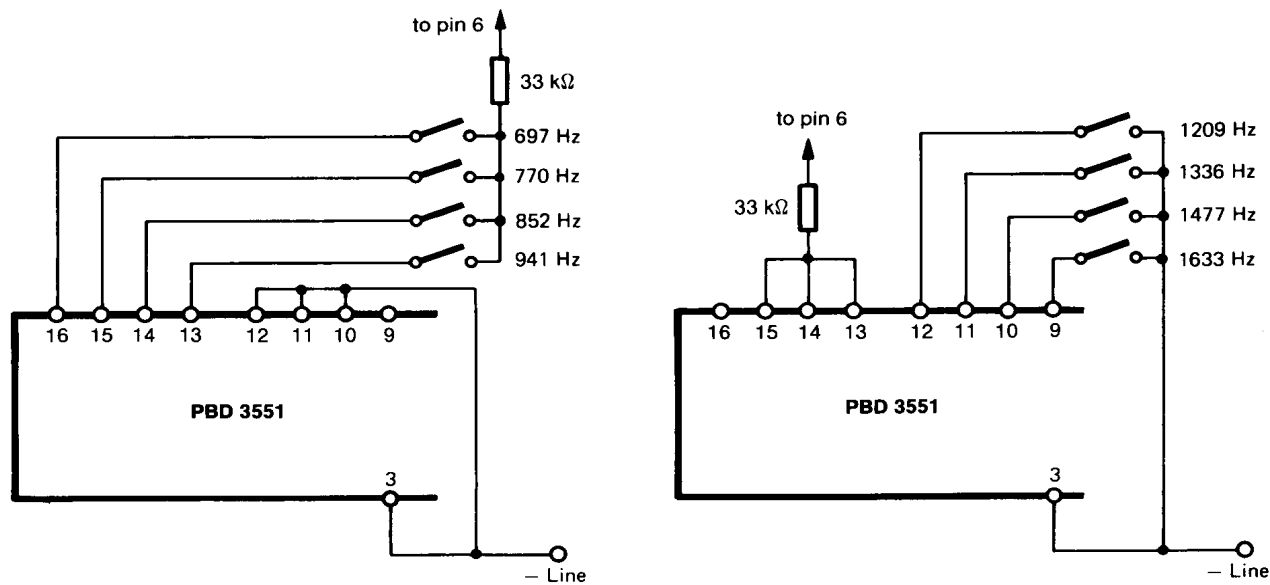 to pin 6
33 kΩ
697 Hz
770 Hz
852 Hz
941 Hz
16 15 14 13 12 11 10 9
PBD 3551
3
– Line
to pin 6
33 kΩ
1209 Hz
1336 Hz
1477 Hz
1633 Hz
16 15 14 13 12 11 10 9
PBD 3551
3
– Line